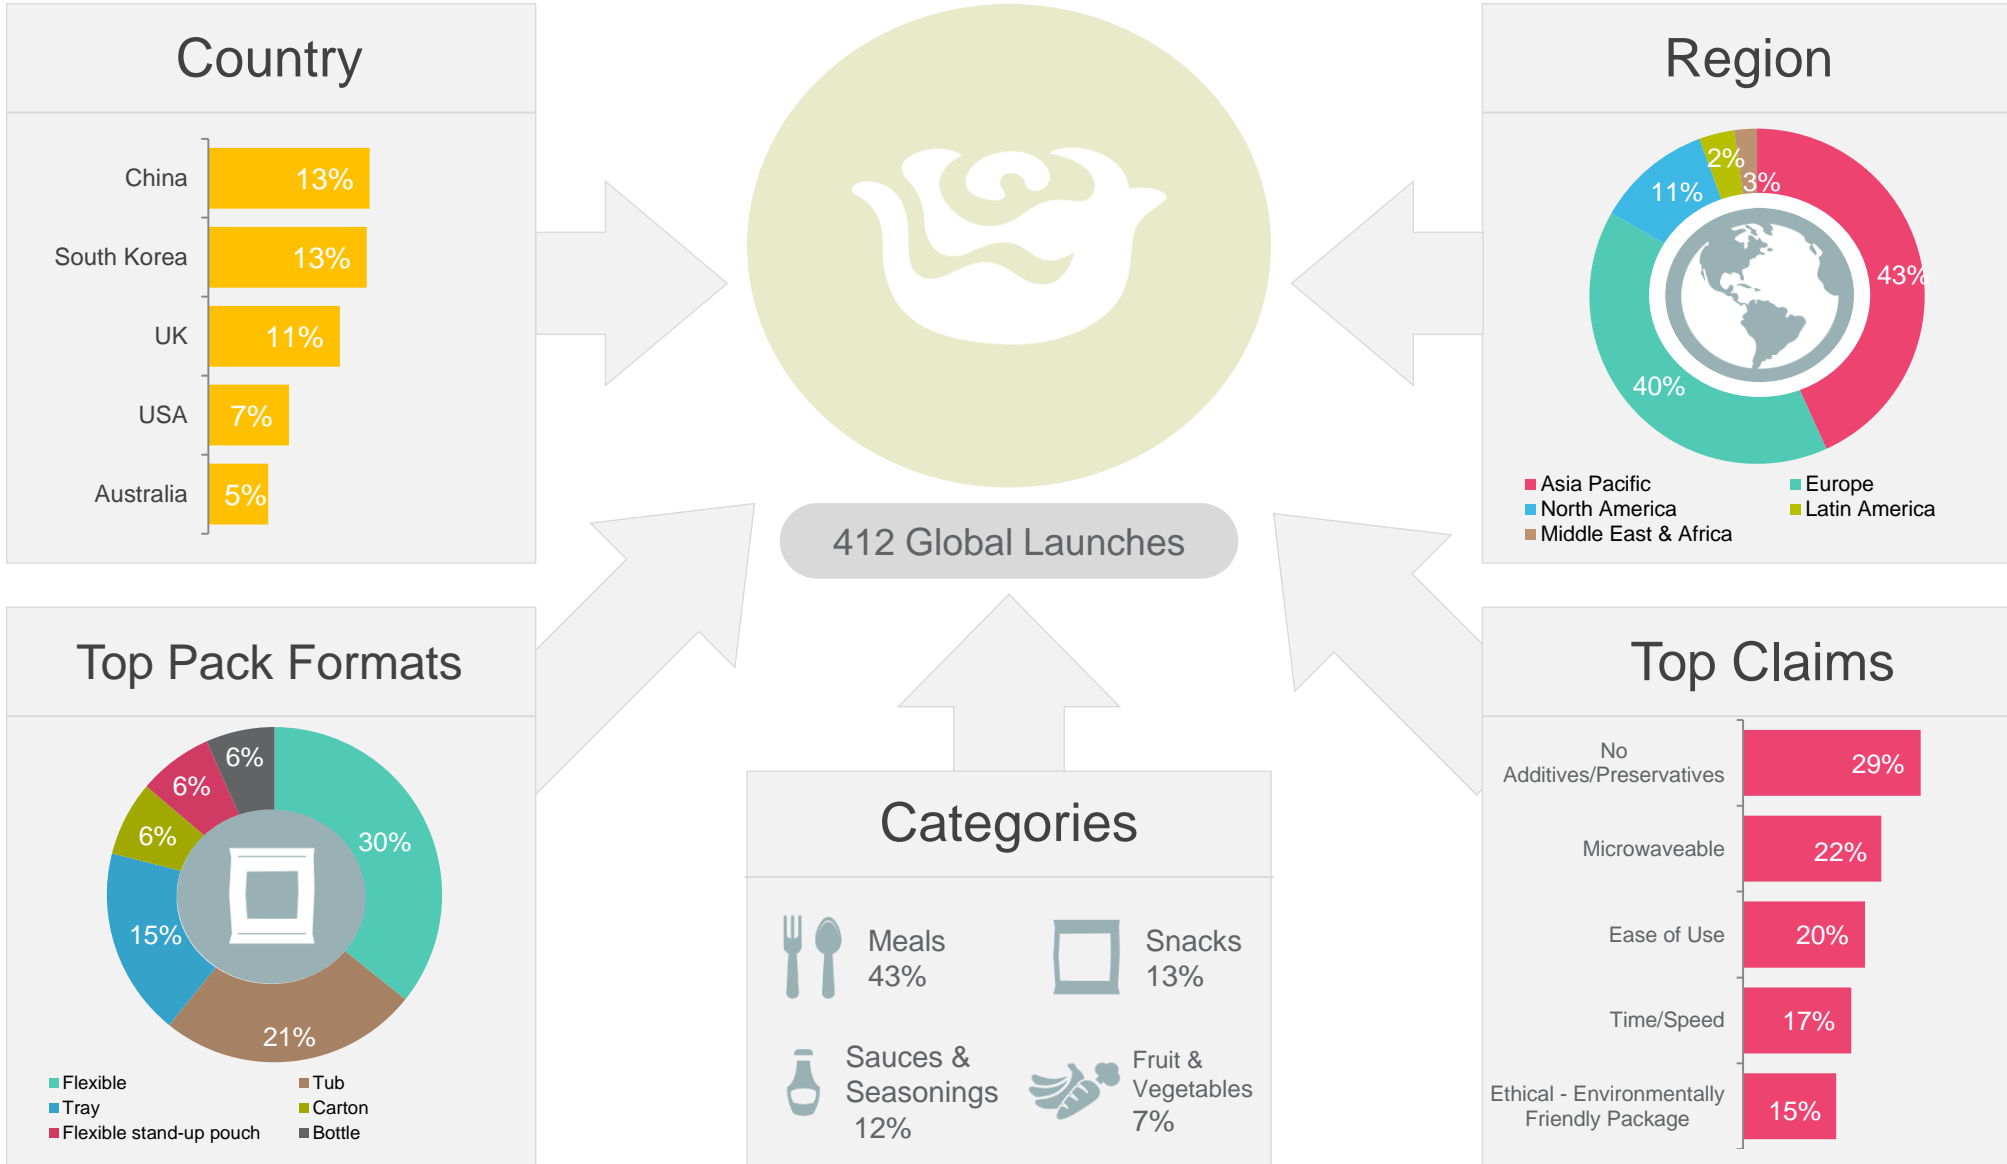 Country
China
13%
South Korea
13%
UK
11%
USA
7%
Australia
5%
412 Global Launches
Region
2%
3%
11%
43%
40%
Asia Pacific
Europe
North America
Latin America
Middle East & Africa
Top Pack Formats
6%
6%
6%
30%
15%
21%
Flexible
Tub
Tray
Carton
Flexible stand-up pouch
Bottle
Categories
Meals
43%
Snacks
13%
Sauces &
Seasonings
12%
Fruit &
Vegetables
7%
Top Claims
No
Additives/Preservatives
29%
Microwaveable
22%
Ease of Use
20%
Time/Speed
17%
Ethical - Environmentally
Friendly Package
15%